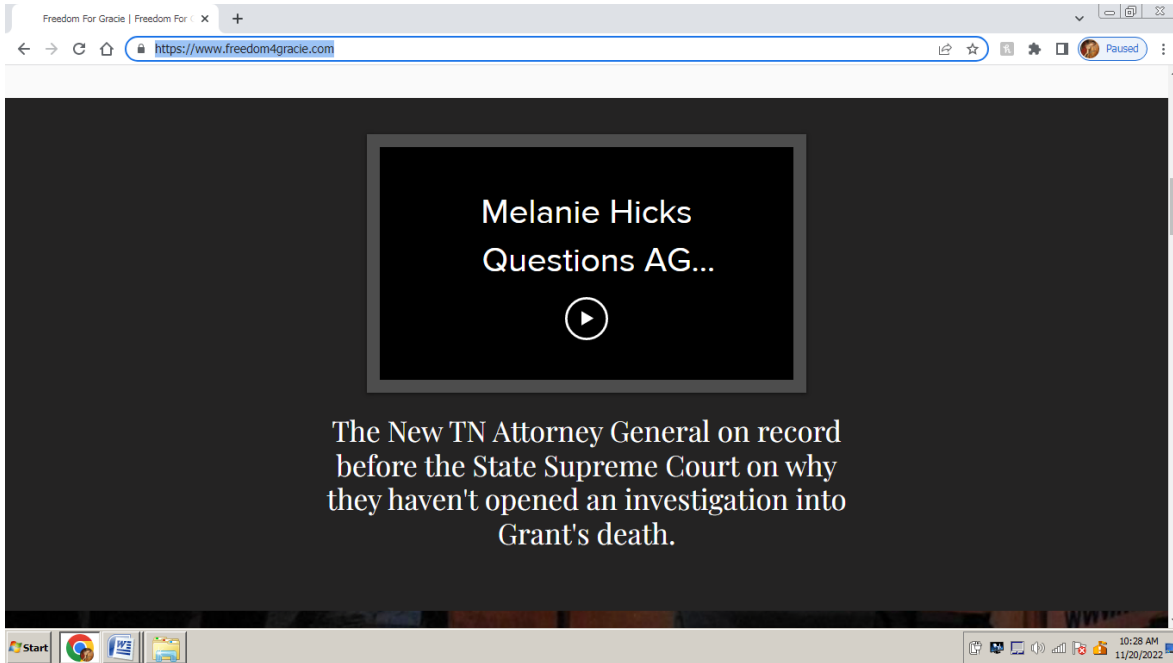 Freedom For Gracie | Freedom For
https://www.freedom4gracie.com
Paused
Melanie Hicks
Questions AG...
The New TN Attorney General on record
before the State Supreme Court on why
they haven't opened an investigation into
Grant's death.
Start
10:28 AM
11/20/2022